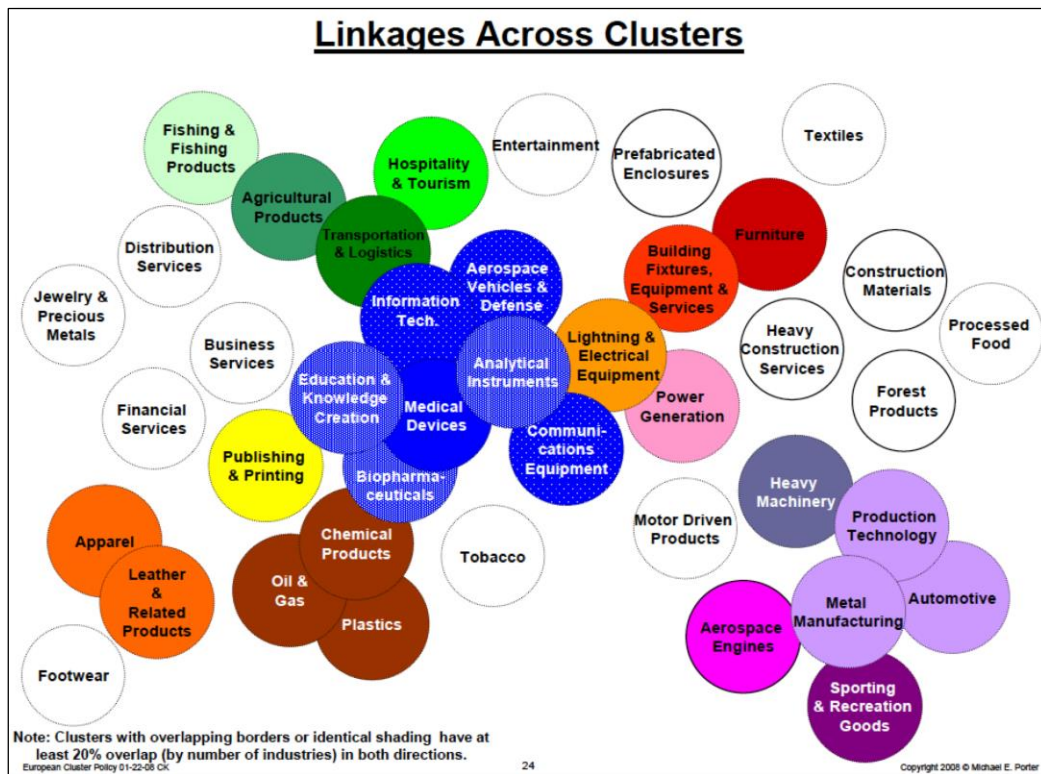 Linkages Across Clusters
Fishing &
Fishing
Products
Agricultural
Products
Hospitality
& Tourism
Transportation
& Logistics
Entertainment
Prefabricated
Enclosures
Textiles
Furniture
Building
Fixtures,
Equipment &
Services
Construction
Materials
Distribution
Services
Jewelry &
Precious
Metals
Business
Services
Information
Tech.
Aerospace
Vehicles &
Defense
Lightning &
Electrical
Equipment
Analytical
Instruments
Heavy
Construction
Services
Processed
Food
Education &
Knowledge
Creation
Medical
Devices
Power
Generation
Forest
Products
Financial
Services
Publishing
& Printing
Biopharma-
ceuticals
Communi-
cations
Equipment
Heavy
Machinery
Production
Technology
Motor Driven
Products
Apparel
Leather
&
Related
Products
Chemical
Products
Oil &
Gas
Plastics
Tobacco
Metal
Manufacturing
Automotive
Aerospace
Engines
Footwear
Sporting
& Recreation
Goods
Note: Clusters with overlapping borders or identical shading have at
least 20% overlap (by number of industries) in both directions.
European Cluster Policy 01-22-08 CK
24
Copyright 2008 © Michael E. Porter